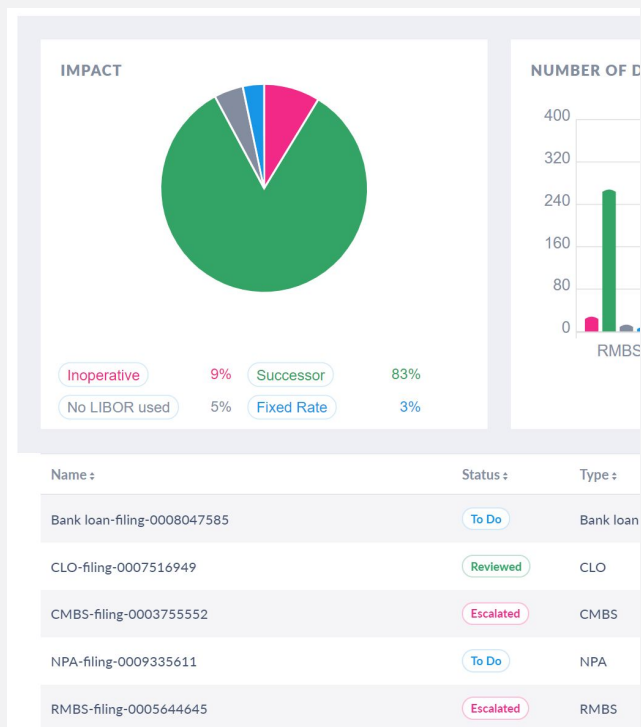 IMPACT
Inoperative 9% Successor 83%
No LIBOR used 5% Fixed Rate 3%
NUMBER OF D
400
320
240
160
80
0
RMBS
Name Status Type
Bank loan-filing-0008047585 To Do Bank loan
CLO-filing-0007516949 Reviewed CLO
CMBS-filing-0003755552 Escalated CMBS
NPA-filing-0009335611 To Do NPA
RMBS-filing-0005644645 Escalated RMBS